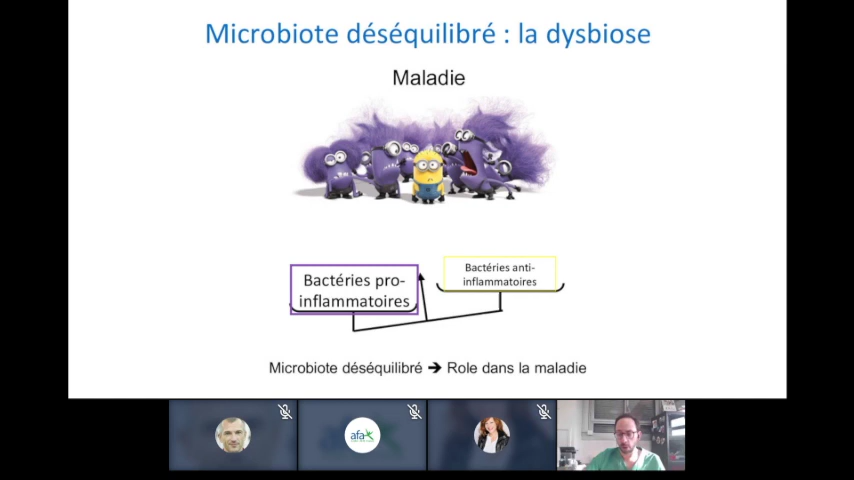 Microbiote déséquilibré : la dysbiose
Maladie
Bactéries pro-
inflammatoires
Bactéries anti-
inflammatoires
Microbiote déséquilibré ➔ Role dans la maladie
afa